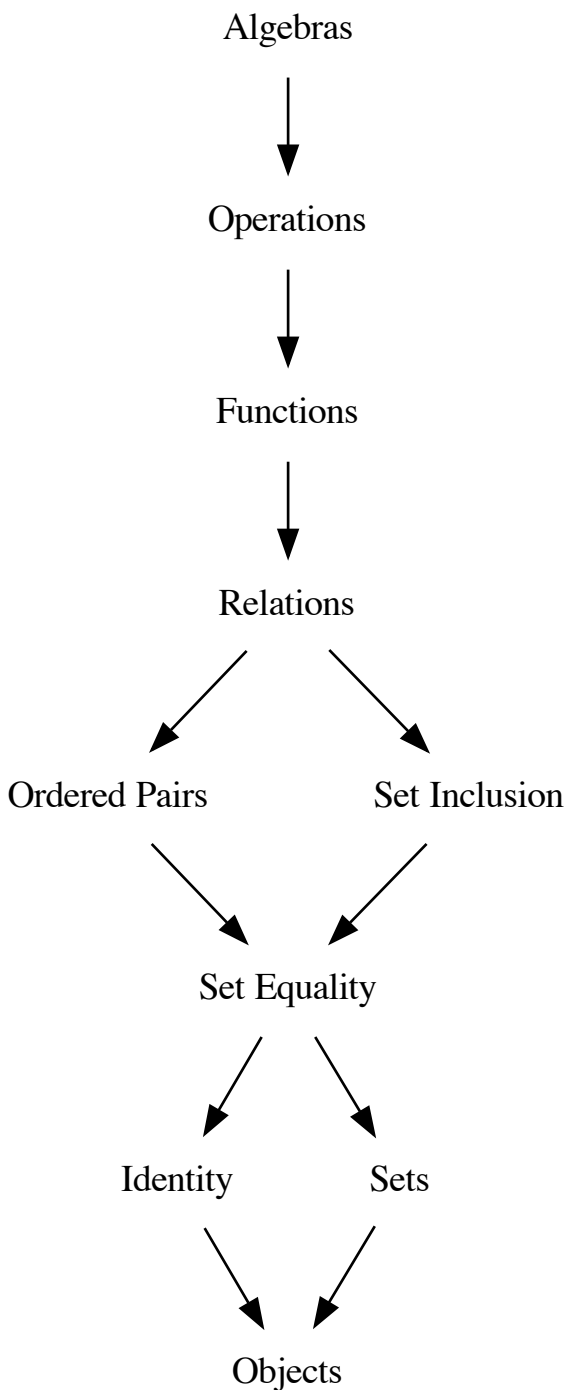 Algebras
Operations
Functions
Relations
Ordered Pairs
Set Inclusion
Set Equality
Identity
Sets
Objects